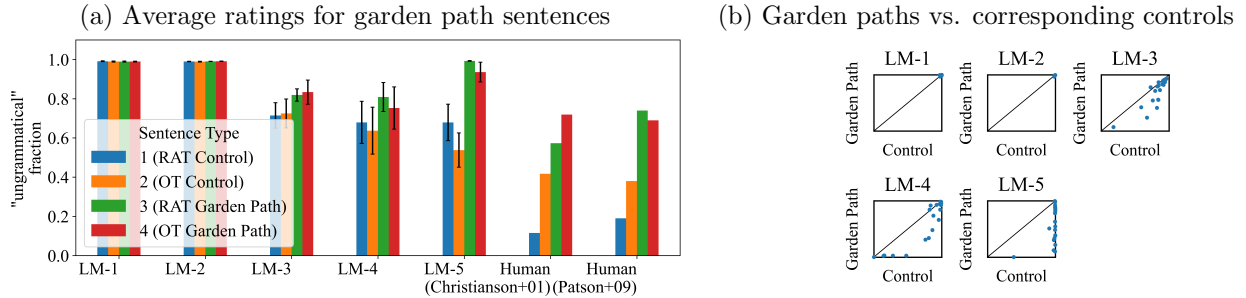 (a) Average ratings for garden path sentences
"ungrammatical"
fraction
1.0
0.8
0.6
0.4
0.2
0.0
Sentence Type
1 (RAT Control)
2 (OT Control)
3 (RAT Garden Path)
4 (OT Garden Path)
LM-1
LM-2
LM-3
LM-4
LM-5
Human
Human
(Christianson+01)
(Patson+09)
(b) Garden paths vs. corresponding controls
LM-1
Garden Path
Control
LM-2
Garden Path
Control
LM-3
Garden Path
Control
LM-4
Garden Path
Control
LM-5
Garden Path
Control